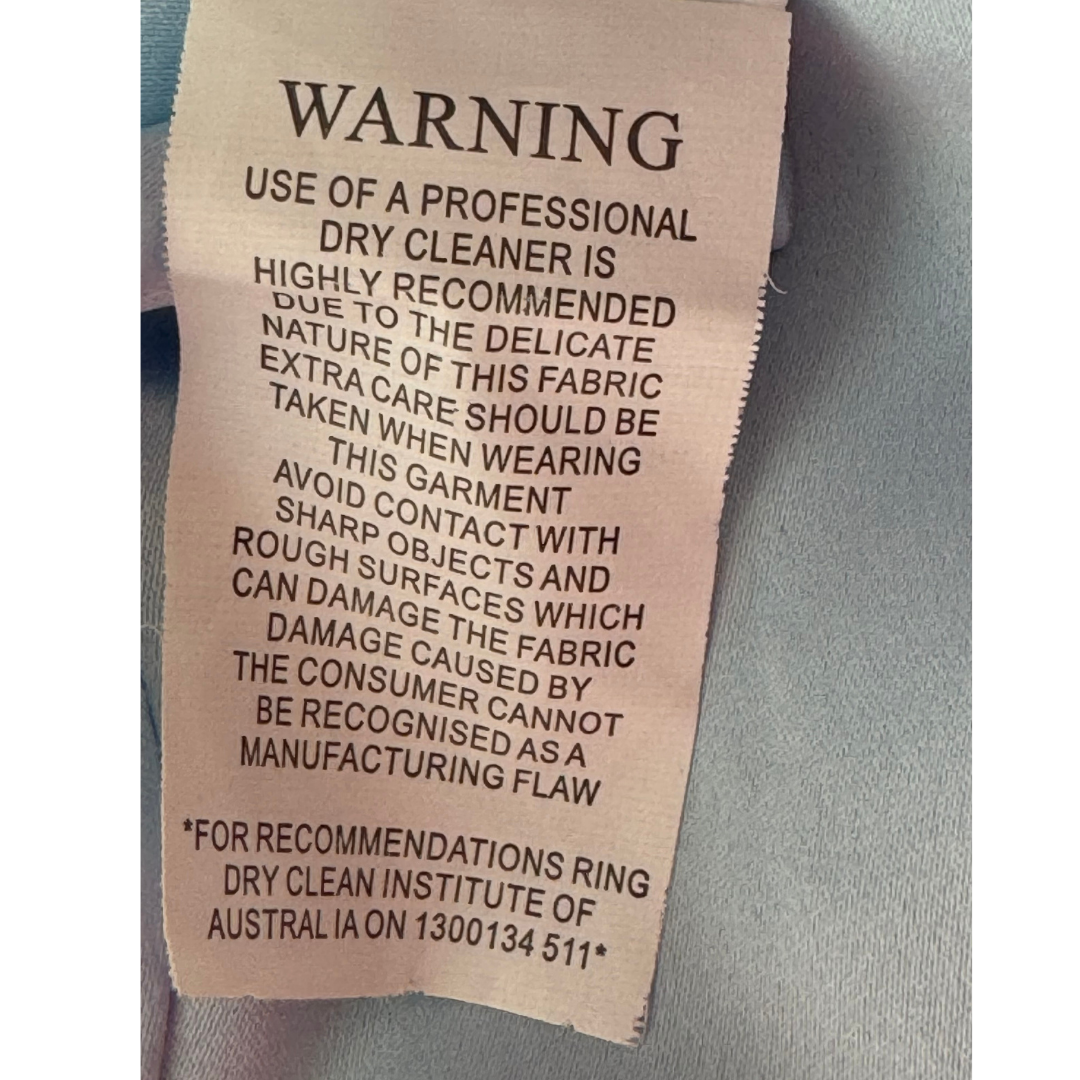 WARNING
USE OF A PROFESSIONAL
DRY CLEANER IS
HIGHLY RECOMMENDED
DUE TO THE DELICATE
NATURE OF THIS FABRIC
EXTRA CARE SHOULD BE
TAKEN WHEN WEARING
THIS GARMENT
AVOID CONTACT WITH
SHARP OBJECTS AND
ROUGH SURFACES WHICH
CAN DAMAGE THE FABRIC
DAMAGE CAUSED BY
THE CONSUMER CANNOT
BE RECOGNISED AS A
MANUFACTURING FLAW
*FOR RECOMMENDATIONS RING
DRY CLEAN INSTITUTE OF
AUSTRAL IA ON 1300134 511*